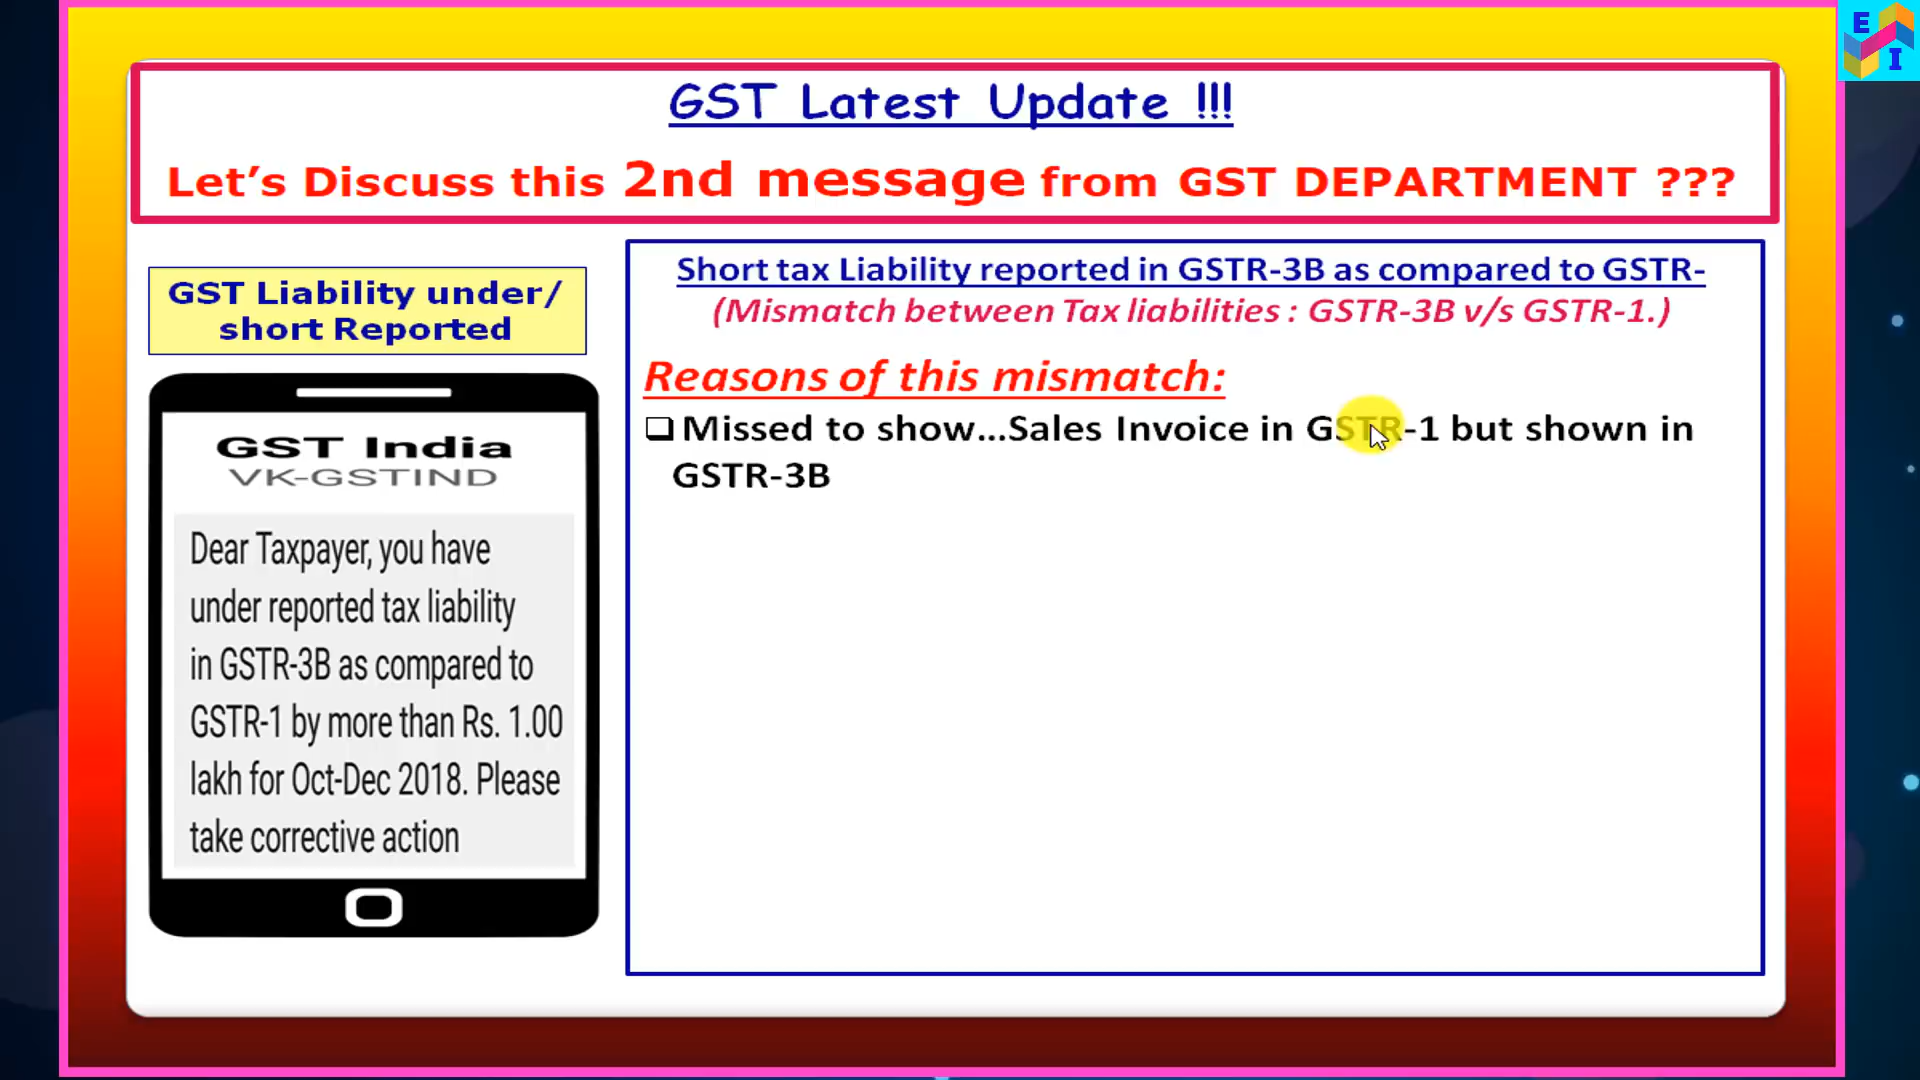 E
I
GST Latest Update !!!
Let's Discuss this 2nd message from GST DEPARTMENT ???
GST Liability under/
short Reported
GST India
VK-GSTIND
Dear Taxpayer, you have
under reported tax liability
in GSTR-3B as compared to
GSTR-1 by more than Rs. 1.00
lakh for Oct-Dec 2018. Please
take corrective action
Short tax Liability reported in GSTR-3B as compared to GSTR-
(Mismatch between Tax liabilities : GSTR-3B v/s GSTR-1.)
Reasons of this mismatch:
❑ Missed to show...Sales Invoice in GSTR-1 but shown in
GSTR-3B